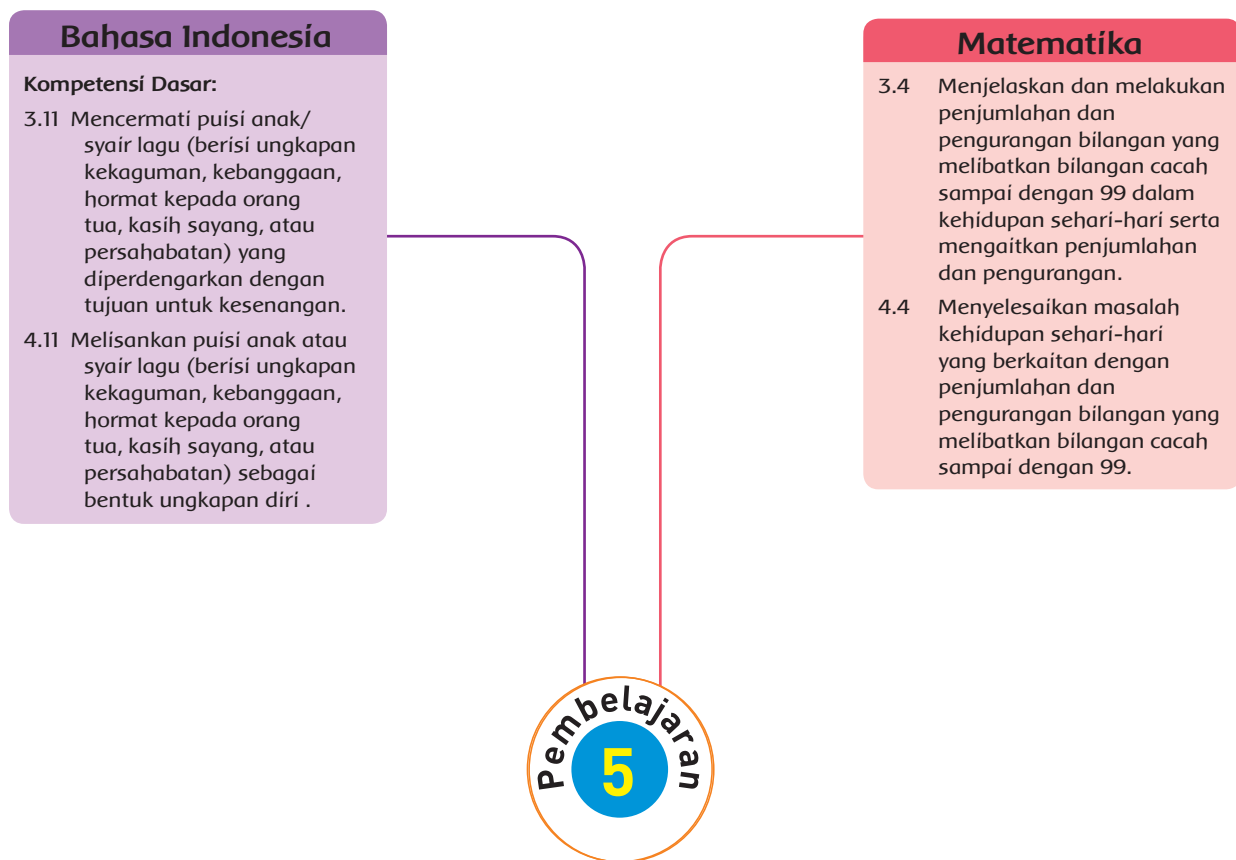 Bahasa Indonesia
Kompetensi Dasar:
3.11 Mencermati puisi anak/
syair lagu (berisi ungkapan
kekaguman, kebanggaan,
hormat kepada orang
tua, kasih sayang, atau
persahabatan) yang
diperdengarkan dengan
tujuan untuk kesenangan.
4.11 Melisankan puisi anak atau
syair lagu (berisi ungkapan
kekaguman, kebanggaan,
hormat kepada orang
tua, kasih sayang, atau
persahabatan) sebagai
bentuk ungkapan diri .
Matematika
3.4 Menjelaskan dan melakukan
penjumlahan dan
pengurangan bilangan yang
melibatkan bilangan cacah
sampai dengan 99 dalam
kehidupan sehari-hari serta
mengaitkan penjumlahan
dan pengurangan.
4.4 Menyelesaikan masalah
kehidupan sehari-hari
yang berkaitan dengan
penjumlahan dan
pengurangan bilangan yang
melibatkan bilangan cacah
sampai dengan 99.
Pembelajaran
5